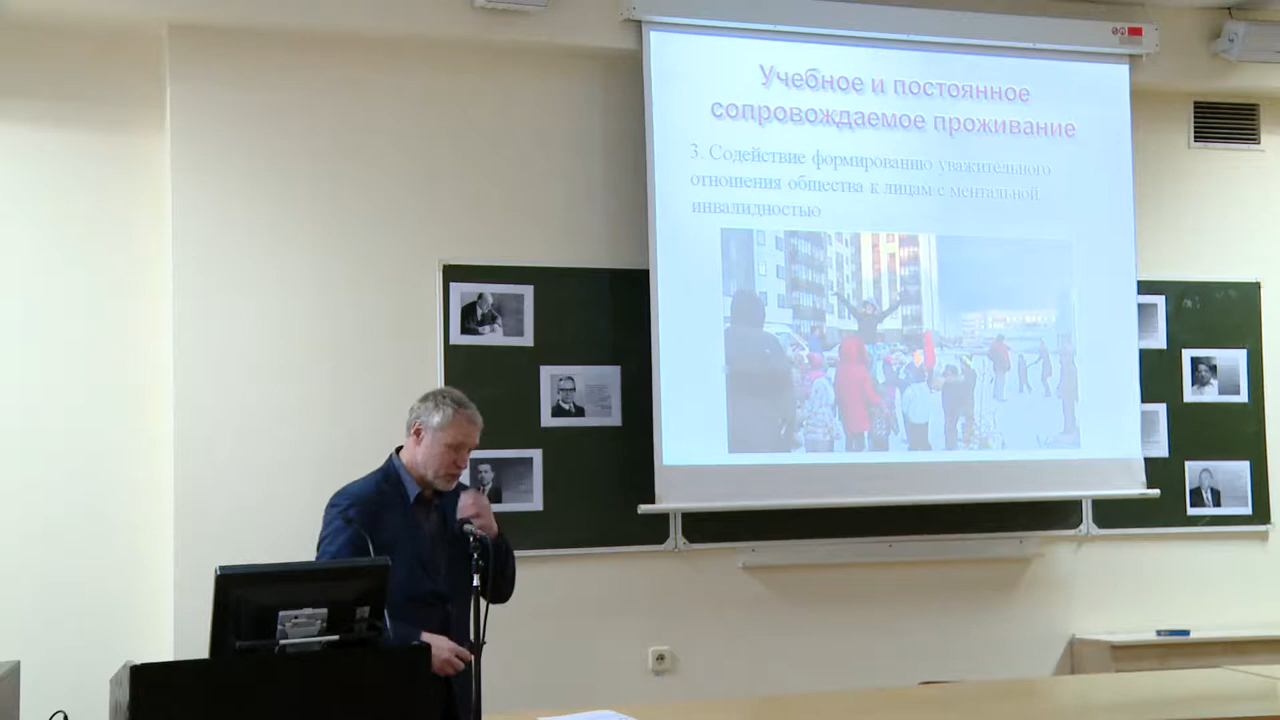 Учебное и постоянное
сопровождаемое проживание
3. Содействие формированию уважительного
отношения общества к лицам с ментальной
инвалидностью